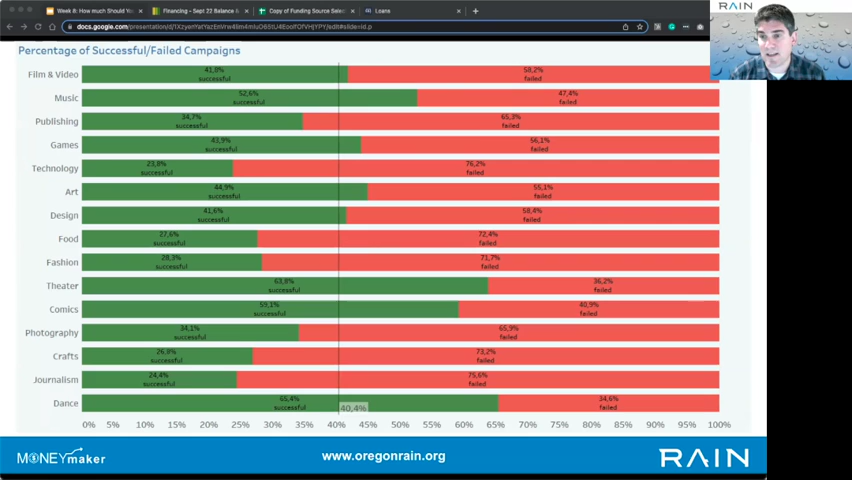 Week 8: How much Should Yo
Financing - Sept 22 Balance &
Copy of Funding Source Selec
Loans
docs.google.com/presentation/d/
RAIN
Percentage of Successful/Failed Campaigns
Film & Video 41,8% successful 58,2% failed
Music 52,6% successful 47,4% failed
Publishing 34,7% successful 65,3% failed
Games 43,9% successful 56,1% failed
Technology 23,8% successful 76,2% failed
Art 44,9% successful 55,1% failed
Design 41,6% successful 58,4% failed
Food 27,6% successful 72,4% failed
Fashion 28,3% successful 71,7% failed
Theater 63,8% successful 36,2% failed
Comics 59,1% successful 40,9% failed
Photography 34,1% successful 65,9% failed
Crafts 26,8% successful 73,2% failed
Journalism 24,4% successful 75,6% failed
Dance 65,4% successful 34,6% failed
40,4%
0% 5% 10% 15% 20% 25% 30% 35% 40% 45% 50% 55% 60% 65% 70% 75% 80% 85% 90% 95% 100%
MONEYmaker
www.oregonrain.org
RAIN